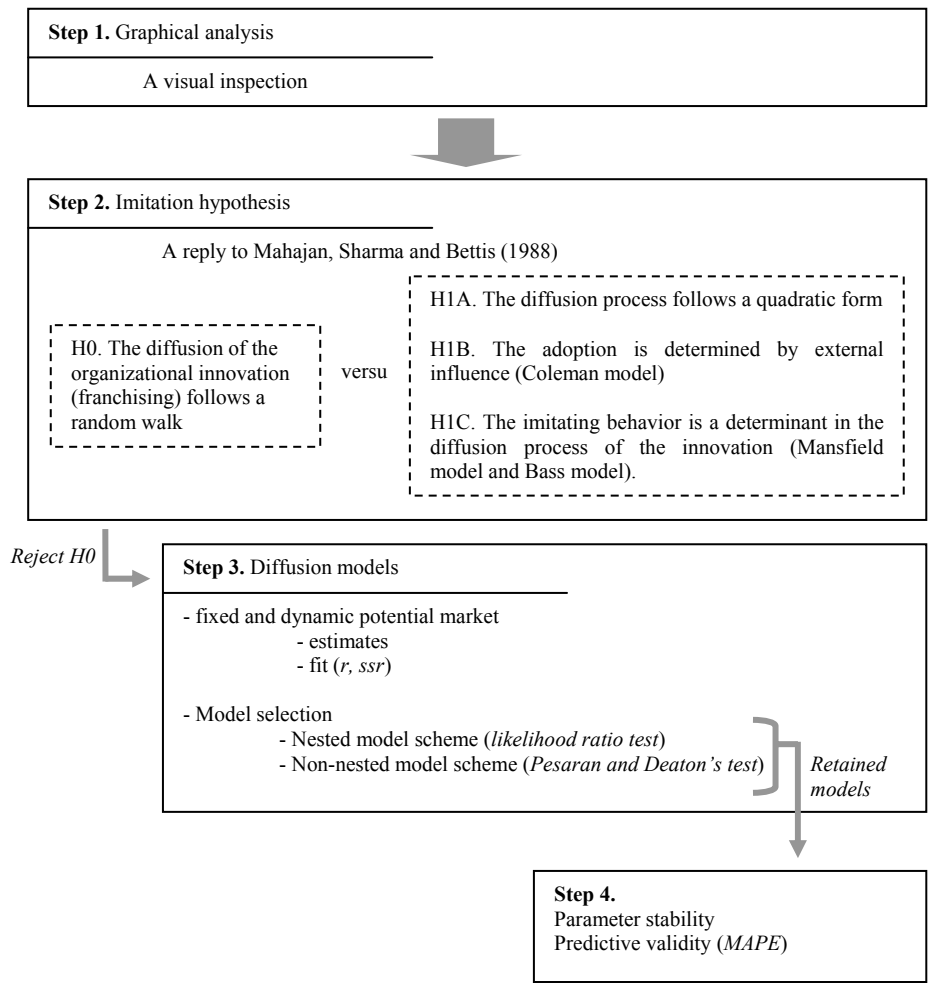 Step 1. Graphical analysis
A visual inspection
Step 2. Imitation hypothesis
A reply to Mahajan, Sharma and Bettis (1988)
H0. The diffusion of the
organizational innovation
(franchising) follows a
random walk
versu
H1A. The diffusion process follows a quadratic form
H1B. The adoption is determined by external
influence (Coleman model)
H1C. The imitating behavior is a determinant in the
diffusion process of the innovation (Mansfield
model and Bass model).
Reject H0
Step 3. Diffusion models
- fixed and dynamic potential market
- estimates
- fit (r, ssr)
- Model selection
- Nested model scheme (likelihood ratio test)
- Non-nested model scheme (Pesaran and Deaton's test)
Retained
models
Step 4.
Parameter stability
Predictive validity (MAPE)